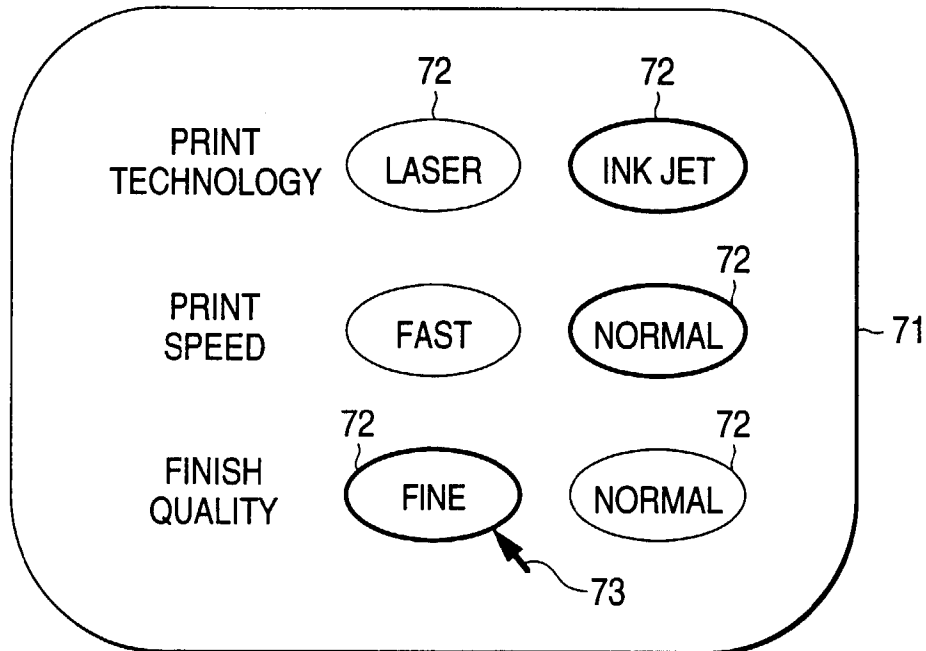 72 72
PRINT
TECHNOLOGY LASER INK JET
72
PRINT
SPEED FAST NORMAL 71
72 72
FINISH
QUALITY FINE NORMAL
73